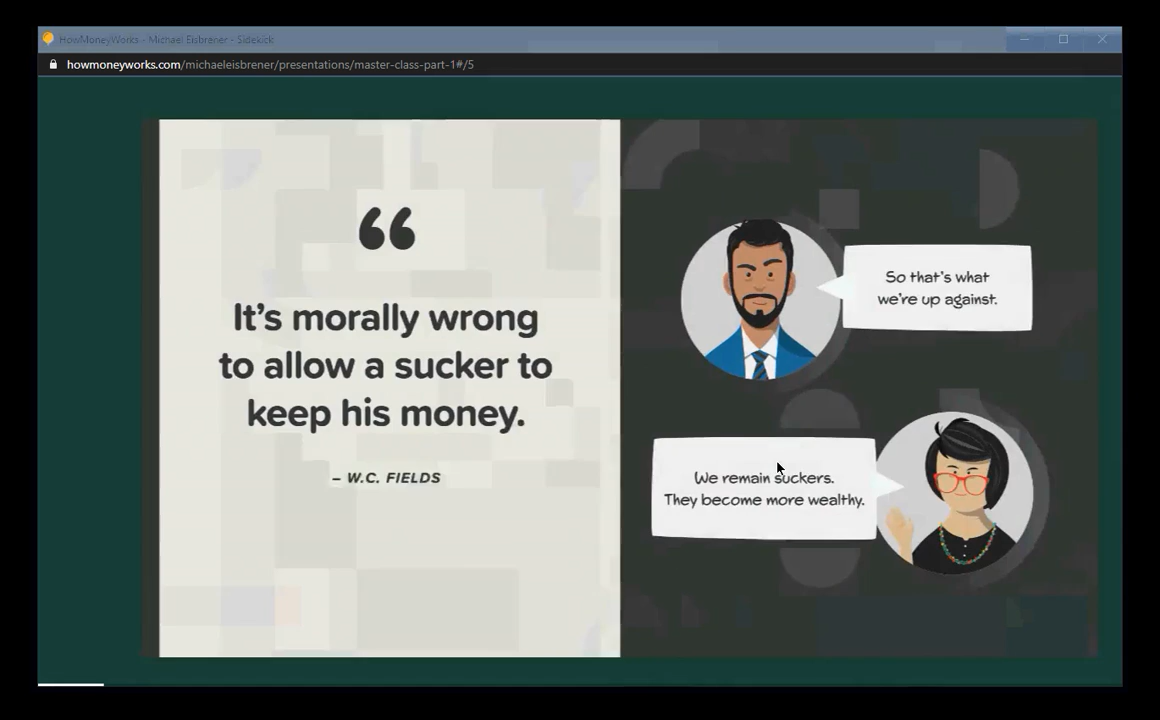 HowMoneyWorks - Michael Eisbrener - Sidekick
howmoneyworks.com/michaeleisbrener/presentations/master-class-part-1#/5
“
It’s morally wrong
to allow a sucker to
keep his money.
– W.C. FIELDS
So that’s what
we’re up against.
We remain suckers.
They become more wealthy.